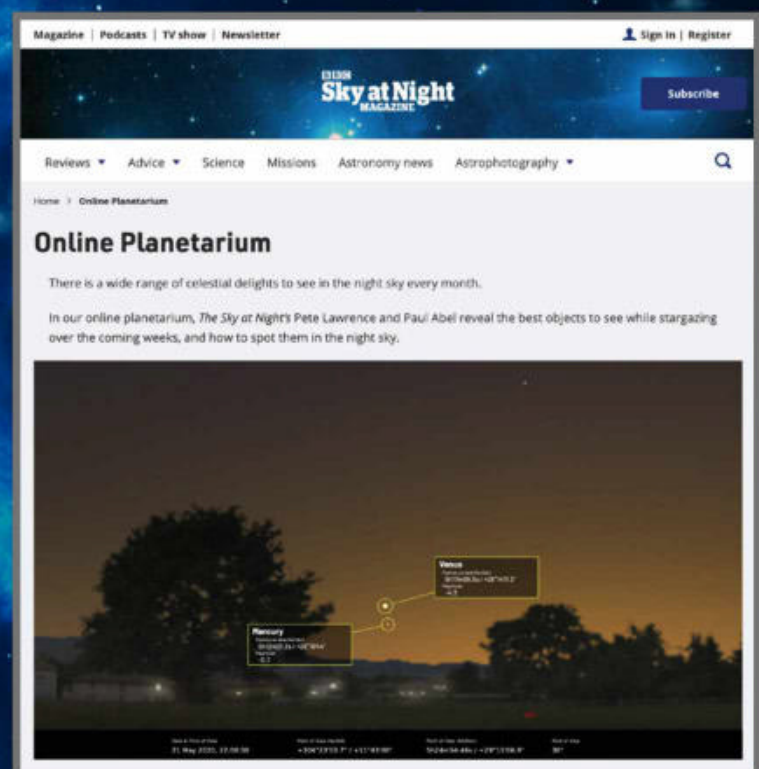 Magazine | Podcasts | TV show | Newsletter
Sign in | Register
BBC
Sky at Night
MAGAZINE
Subscribe
Reviews
Advice
Science
Missions
Astronomy news
Astrophotography
Home > Online Planetarium
Online Planetarium
There is a wide range of celestial delights to see in the night sky every month.
In our online planetarium, The Sky at Night's Pete Lawrence and Paul Abel reveal the best objects to see while stargazing
over the coming weeks, and how to spot them in the night sky.
Venus
Mercury